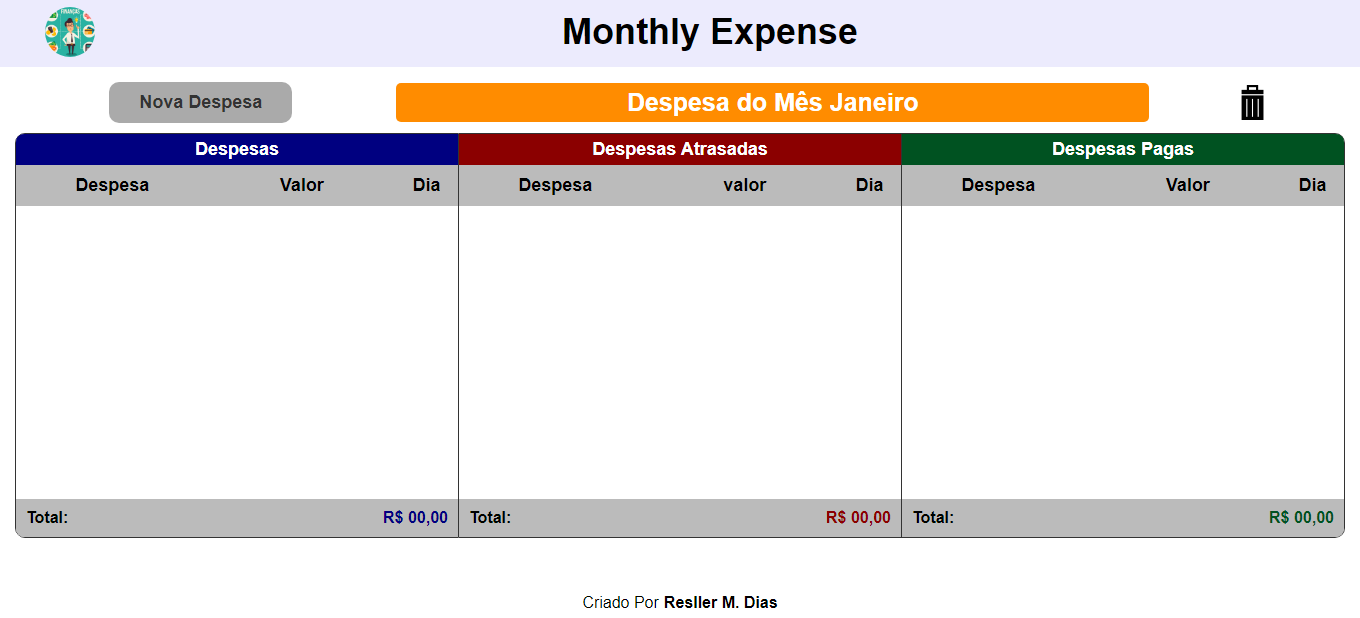 FINANÇAS
Monthly Expense
Nova Despesa
Despesa do Mês Janeiro
Despesas
Despesas Atrasadas
Despesas Pagas
Despesa Valor Dia
Despesa valor Dia
Despesa Valor Dia
Total: R$ 00,00
Total: R$ 00,00
Total: R$ 00,00
Criado Por Resller M. Dias